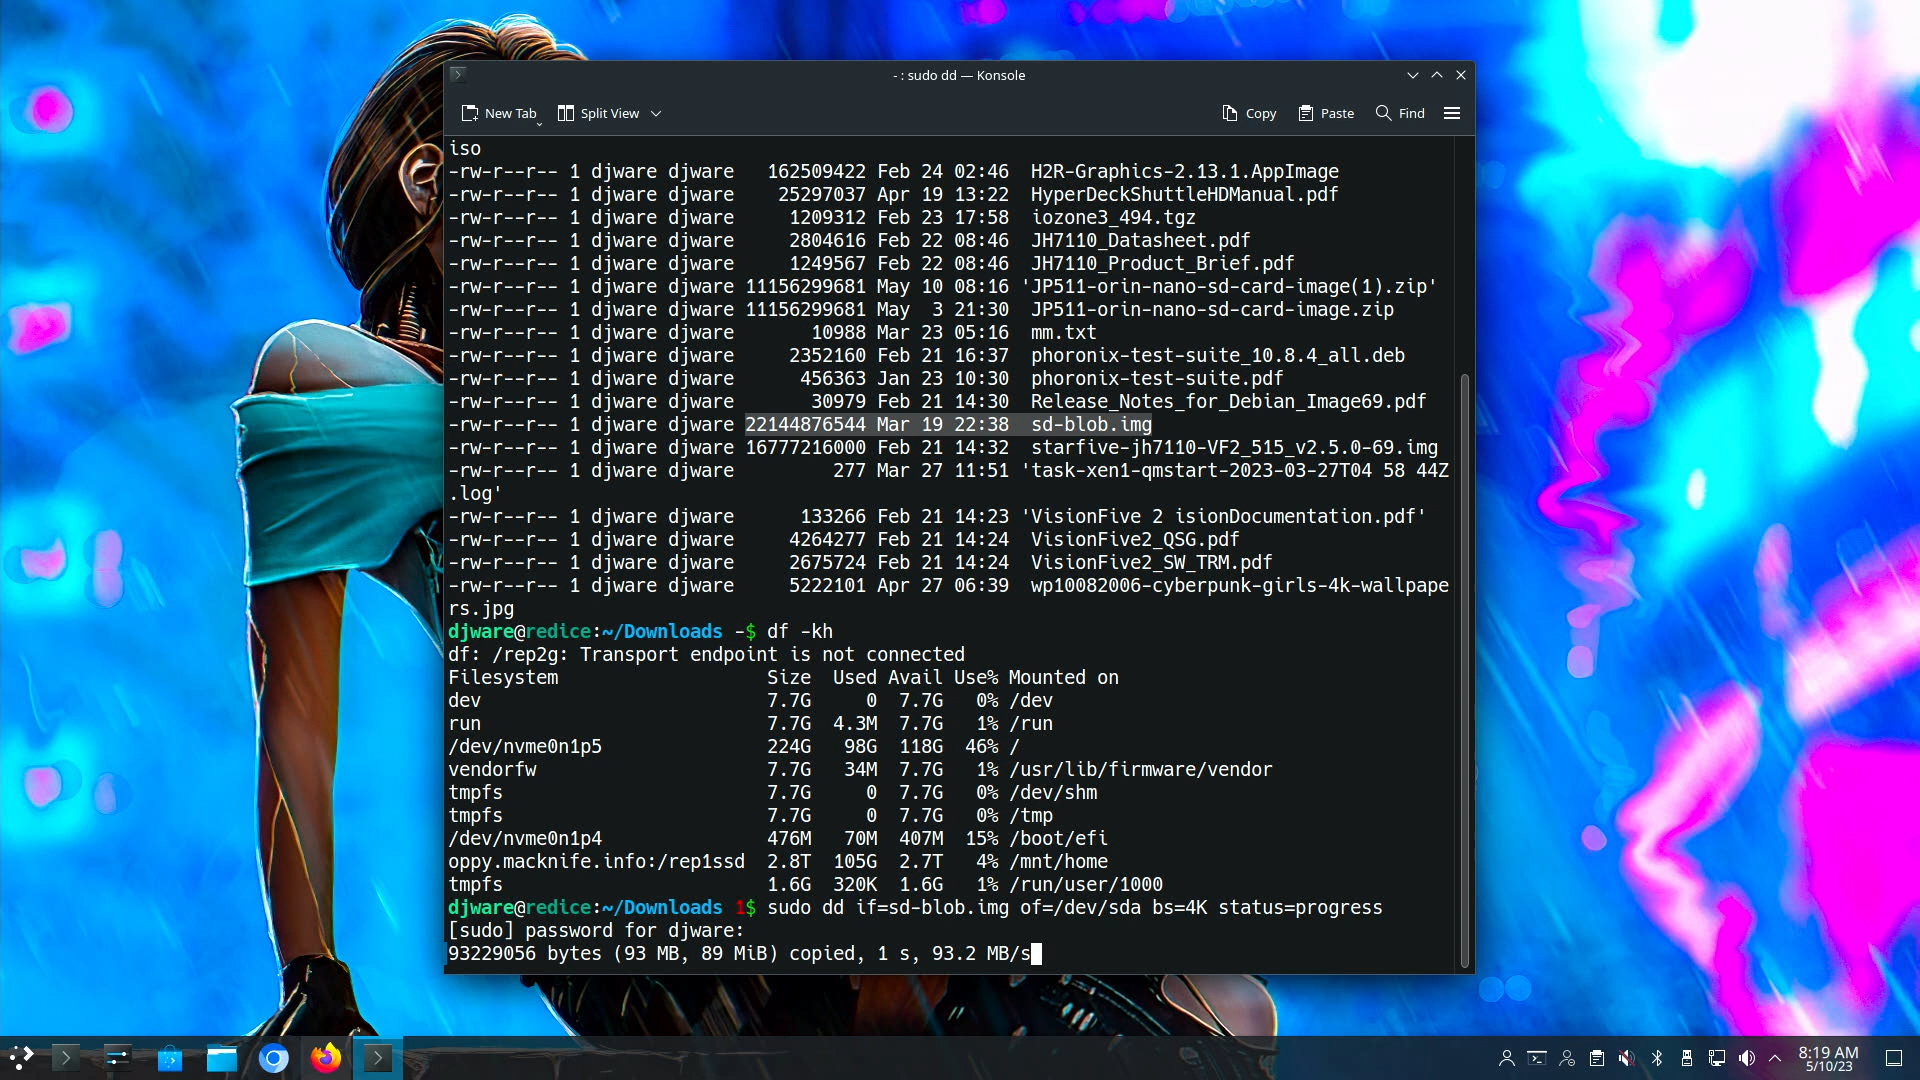 - : sudo dd — Konsole
New Tab
Split View
Copy
Paste
Find
iso
-rw-r--r-- 1 djware djware   162509422 Feb 24 02:46  H2R-Graphics-2.13.1.AppImage
-rw-r--r-- 1 djware djware    25297037 Apr 19 13:22  HyperDeckShuttleHDManual.pdf
-rw-r--r-- 1 djware djware     1209312 Feb 23 17:58  iozone3_494.tgz
-rw-r--r-- 1 djware djware     2804616 Feb 22 08:46  JH7110_Datasheet.pdf
-rw-r--r-- 1 djware djware     1249567 Feb 22 08:46  JH7110_Product_Brief.pdf
-rw-r--r-- 1 djware djware 11156299681 May 10 08:16 'JP511-orin-nano-sd-card-image(1).zip'
-rw-r--r-- 1 djware djware 11156299681 May  3 21:30  JP511-orin-nano-sd-card-image.zip
-rw-r--r-- 1 djware djware       10988 Mar 23 05:16  mm.txt
-rw-r--r-- 1 djware djware     2352160 Feb 21 16:37  phoronix-test-suite_10.8.4_all.deb
-rw-r--r-- 1 djware djware      456363 Jan 23 10:30  phoronix-test-suite.pdf
-rw-r--r-- 1 djware djware       30979 Feb 21 14:30  Release_Notes_for_Debian_Image69.pdf
-rw-r--r-- 1 djware djware 22144876544 Mar 19 22:38  sd-blob.img
-rw-r--r-- 1 djware djware 16777216000 Feb 21 14:32  starfive-jh7110-VF2_515_v2.5.0-69.img
-rw-r--r-- 1 djware djware         277 Mar 27 11:51 'task-xen1-qmstart-2023-03-27T04 58 44Z
.log'
-rw-r--r-- 1 djware djware      133266 Feb 21 14:23 'VisionFive 2 isionDocumentation.pdf'
-rw-r--r-- 1 djware djware     4264277 Feb 21 14:24  VisionFive2_QSG.pdf
-rw-r--r-- 1 djware djware     2675724 Feb 21 14:24  VisionFive2_SW_TRM.pdf
-rw-r--r-- 1 djware djware     5222101 Apr 27 06:39  wp10082006-cyberpunk-girls-4k-wallpape
rs.jpg
djware@redice:~/Downloads -$ df -kh
df: /rep2g: Transport endpoint is not connected
Filesystem                   Size  Used Avail Use% Mounted on
dev                          7.7G     0  7.7G   0% /dev
run                          7.7G  4.3M  7.7G   1% /run
/dev/nvme0n1p5               224G   98G  118G  46% /
vendorfw                     7.7G   34M  7.7G   1% /usr/lib/firmware/vendor
tmpfs                        7.7G     0  7.7G   0% /dev/shm
tmpfs                        7.7G     0  7.7G   0% /tmp
/dev/nvme0n1p4               476M   70M  407M  15% /boot/efi
oppy.macknife.info:/rep1ssd  2.8T  105G  2.7T   4% /mnt/home
tmpfs                        1.6G  320K  1.6G   1% /run/user/1000
djware@redice:~/Downloads 1$ sudo dd if=sd-blob.img of=/dev/sda bs=4K status=progress
[sudo] password for djware:
93229056 bytes (93 MB, 89 MiB) copied, 1 s, 93.2 MB/s
8:19 AM
5/10/23